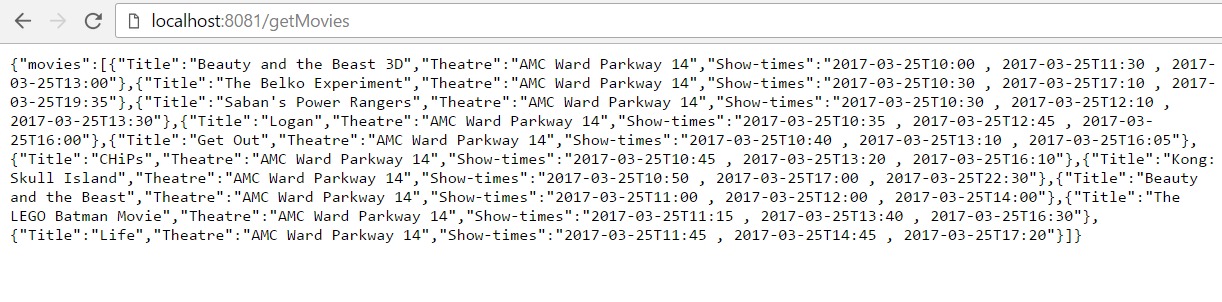 localhost:8081/getMovies
{"movies":[{"Title":"Beauty and the Beast 3D","Theatre":"AMC Ward Parkway 14","Show-times":"2017-03-25T10:00 , 2017-03-25T11:30 , 2017-
03-25T13:00"},{"Title":"The Belko Experiment","Theatre":"AMC Ward Parkway 14","Show-times":"2017-03-25T10:30 , 2017-03-25T17:10 , 2017-
03-25T19:35"},{"Title":"Saban's Power Rangers","Theatre":"AMC Ward Parkway 14","Show-times":"2017-03-25T10:30 , 2017-03-25T12:10 ,
2017-03-25T13:30"},{"Title":"Logan","Theatre":"AMC Ward Parkway 14","Show-times":"2017-03-25T10:35 , 2017-03-25T12:45 , 2017-03-
25T16:00"},{"Title":"Get Out","Theatre":"AMC Ward Parkway 14","Show-times":"2017-03-25T10:40 , 2017-03-25T13:10 , 2017-03-25T16:05"},
{"Title":"CHiPs","Theatre":"AMC Ward Parkway 14","Show-times":"2017-03-25T10:45 , 2017-03-25T13:20 , 2017-03-25T16:10"},{"Title":"Kong:
Skull Island","Theatre":"AMC Ward Parkway 14","Show-times":"2017-03-25T10:50 , 2017-03-25T17:00 , 2017-03-25T22:30"},{"Title":"Beauty
and the Beast","Theatre":"AMC Ward Parkway 14","Show-times":"2017-03-25T11:00 , 2017-03-25T12:00 , 2017-03-25T14:00"},{"Title":"The
LEGO Batman Movie","Theatre":"AMC Ward Parkway 14","Show-times":"2017-03-25T11:15 , 2017-03-25T13:40 , 2017-03-25T16:30"},
{"Title":"Life","Theatre":"AMC Ward Parkway 14","Show-times":"2017-03-25T11:45 , 2017-03-25T14:45 , 2017-03-25T17:20"}]}